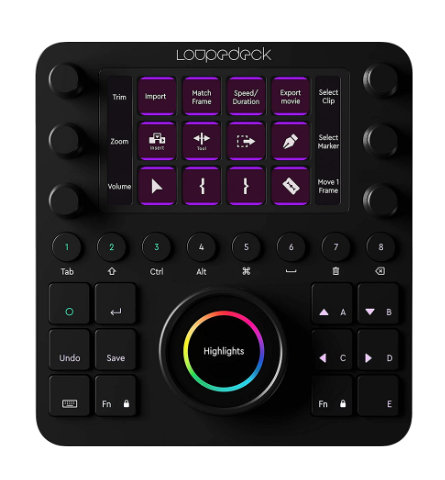 LOUPEDECK
Trim
Import
Match
Frame
Speed/
Duration
Export
movie
Select
Clip
Zoom
Insert
Tool
Select
Marker
Volume
{
}
Move 1
Frame
1 2 3 4 5 6 7 8
Tab Ctrl Alt ⌘
A B
Undo Save
Highlights
C D
Fn
Fn E